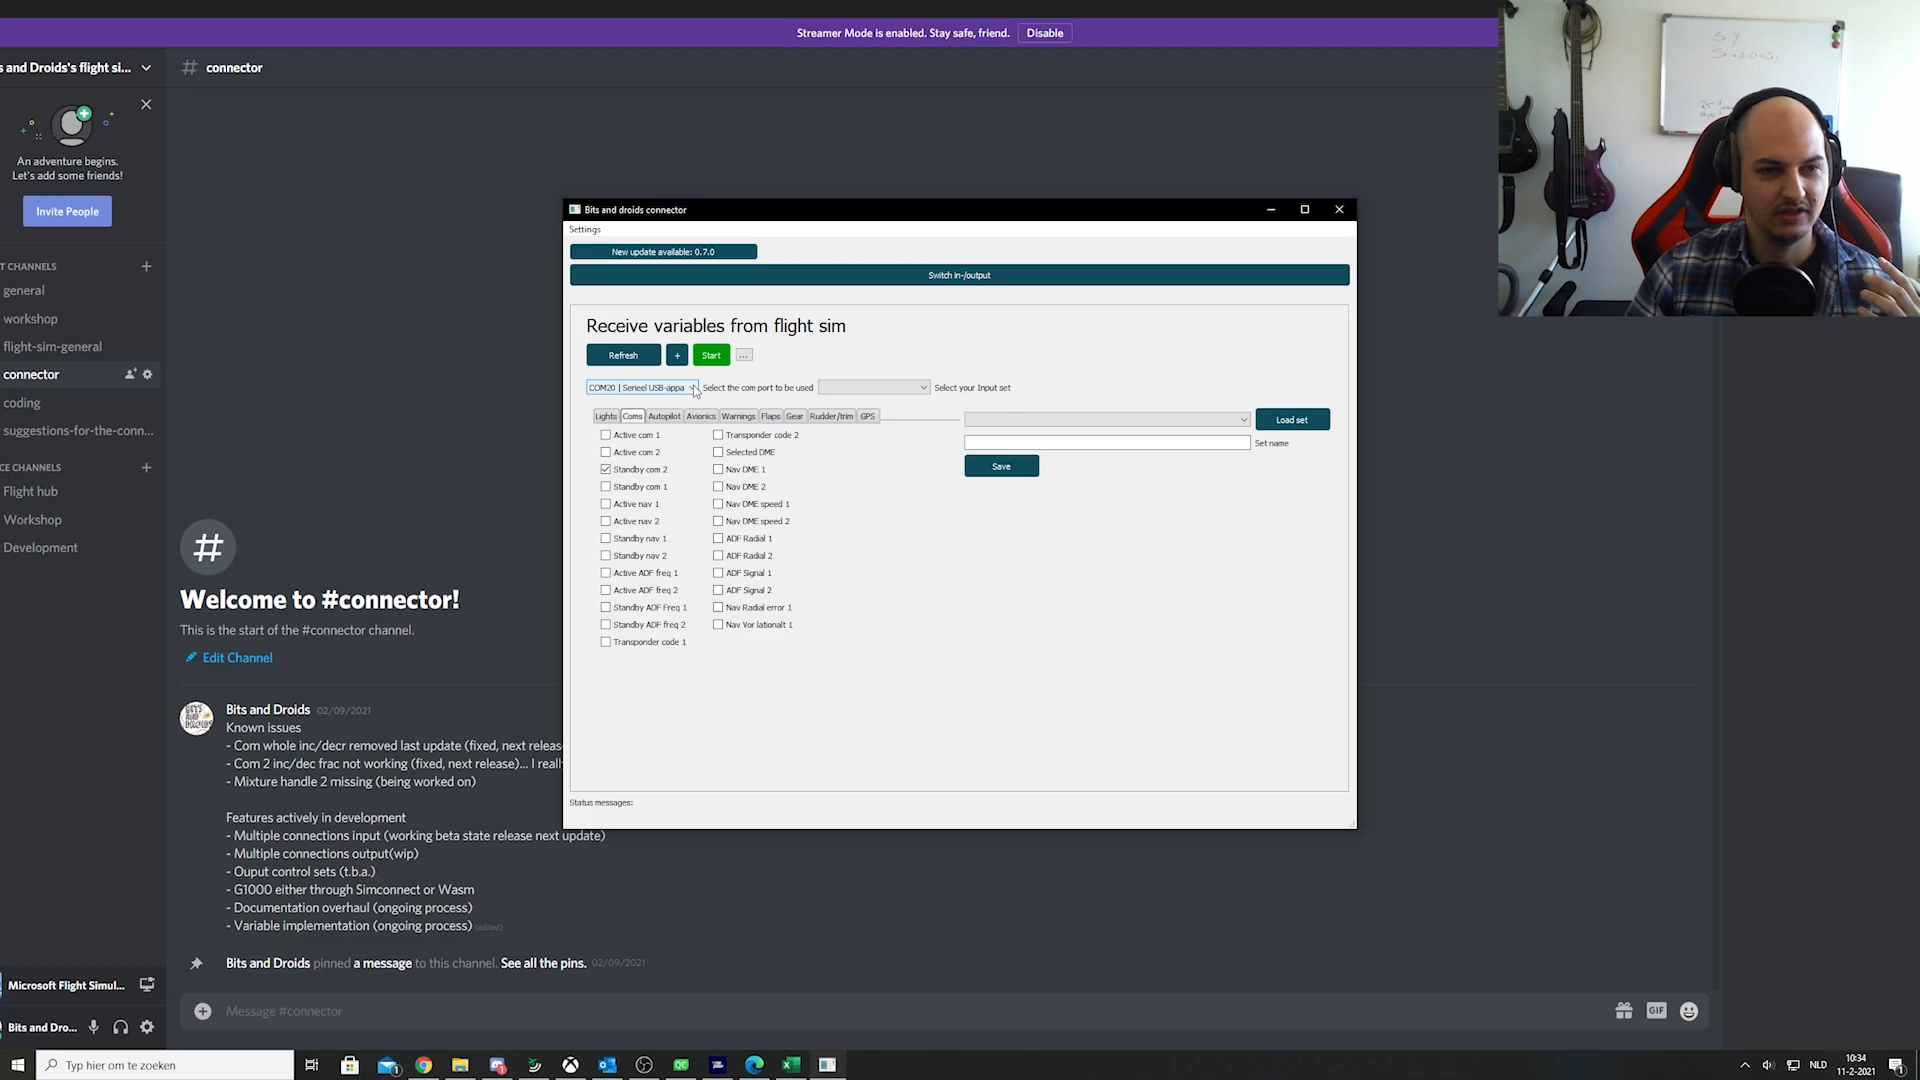 Streamer Mode is enabled. Stay safe, friend. Disable
s and Droids's flight si...
# connector
An adventure begins.
Let's add some friends!
Invite People
T CHANNELS
general
workshop
flight-sim-general
connector
coding
suggestions-for-the-conn...
CE CHANNELS
Flight hub
Workshop
Development
Welcome to #connector!
This is the start of the #connector channel.
Edit Channel
Bits and Droids 02/09/2021
Known issues
- Com whole inc/decr removed last update (fixed, next releas
- Com 2 inc/dec frac not working (fixed, next release)... I reall
- Mixture handle 2 missing (being worked on)
Features actively in development
- Multiple connections input (working beta state release next update)
- Multiple connections output(wip)
- Ouput control sets (t.b.a.)
- G1000 either through Simconnect or Wasm
- Documentation overhaul (ongoing process)
- Variable implementation (ongoing process) (edited)
Bits and Droids pinned a message to this channel. See all the pins. 02/09/2021
Message #connector
GIF
Microsoft Flight Simul...
Bits and Dro...
Bits and droids connector
Settings
New update available: 0.7.0
Switch in-/output
Receive variables from flight sim
Refresh + Start ...
COM20 | Serieel USB-appa Select the com port to be used Select your Input set
Lights Coms Autopilot Avionics Warnings Flaps Gear Rudder/trim GPS
Active com 1
Active com 2
Standby com 2
Standby com 1
Active nav 1
Active nav 2
Standby nav 1
Standby nav 2
Active ADF freq 1
Active ADF freq 2
Standby ADF Freq 1
Standby ADF freq 2
Transponder code 1
Transponder code 2
Selected DME
Nav DME 1
Nav DME 2
Nav DME speed 1
Nav DME speed 2
ADF Radial 1
ADF Radial 2
ADF Signal 1
ADF Signal 2
Nav Radial error 1
Nav Vor lationalt 1
Load set
Set name
Save
Status messages:
Typ hier om te zoeken
NLD
10:34
11-2-2021